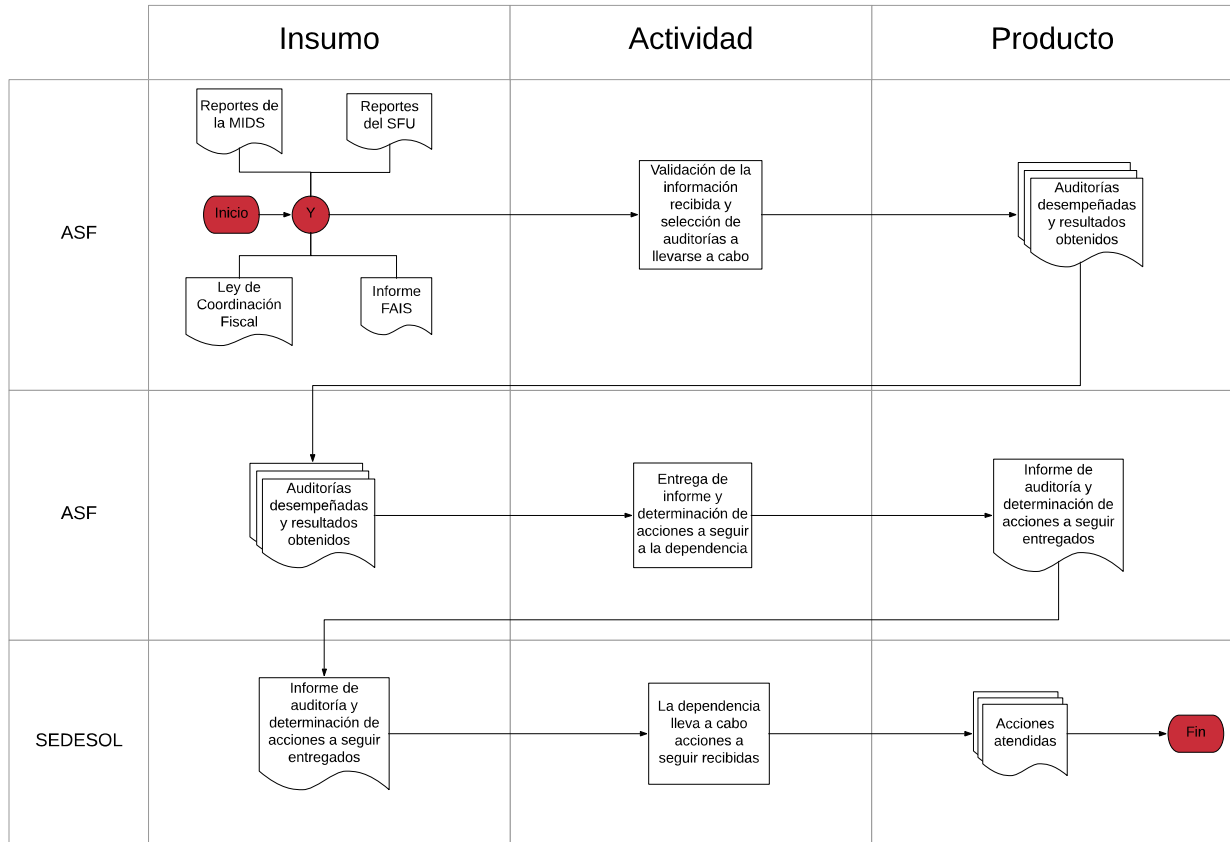 Insumo
Actividad
Producto
ASF
Reportes de
la MIDS
Reportes
del SFU
Inicio
Y
Ley de
Coordinación
Fiscal
Informe
FAIS
Validación de la
información
recibida y
selección de
auditorías a
llevarse a cabo
Auditorías
desempeñadas
y resultados
obtenidos
ASF
Auditorías
desempeñadas
y resultados
obtenidos
Entrega de
informe y
determinación de
acciones a seguir
a la dependencia
Informe de
auditoría y
determinación de
acciones a seguir
entregados
SEDESOL
Informe de
auditoría y
determinación de
acciones a seguir
entregados
La dependencia
lleva a cabo
acciones a
seguir recibidas
Acciones
atendidas
Fin